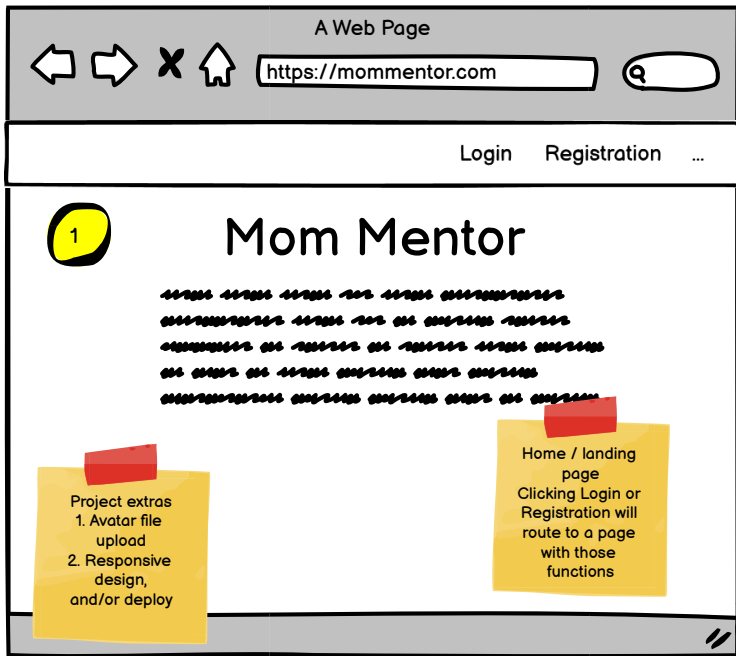 A Web Page
https://mommentor.com
Login Registration ...
1
Mom Mentor
Home / landing
page
Clicking Login or
Registration will
route to a page
with those
functions
Project extras
1. Avatar file
upload
2. Responsive
design,
and/or deploy